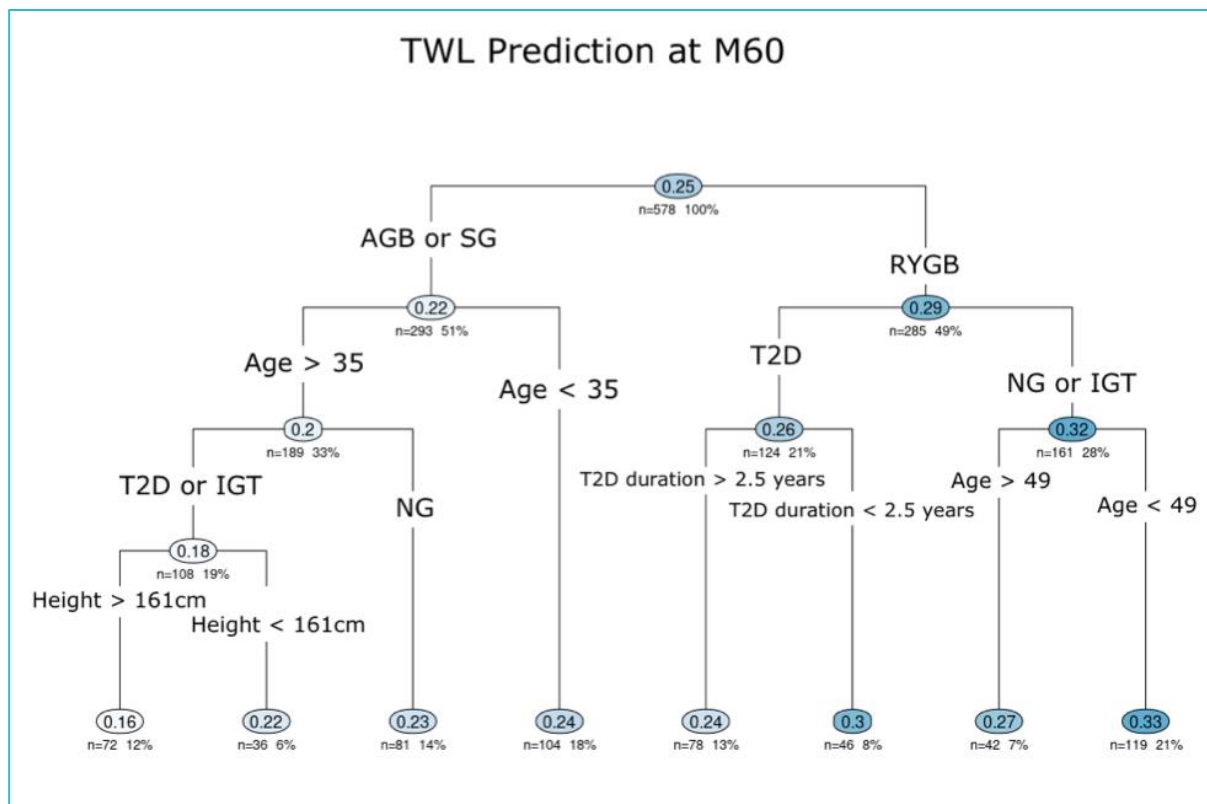 TWL Prediction at M60
0.25
n=578 100%
AGB or SG
RYGB
0.22
n=293 51%
0.29
n=285 49%
Age > 35
Age < 35
T2D
NG or IGT
0.2
n=189 33%
0.26
n=124 21%
0.32
n=161 28%
T2D or IGT
NG
T2D duration > 2.5 years
T2D duration < 2.5 years
Age > 49
Age < 49
0.18
n=108 19%
Height > 161cm
Height < 161cm
0.16
n=72 12%
0.22
n=36 6%
0.23
n=81 14%
0.24
n=104 18%
0.24
n=78 13%
0.3
n=46 8%
0.27
n=42 7%
0.33
n=119 21%